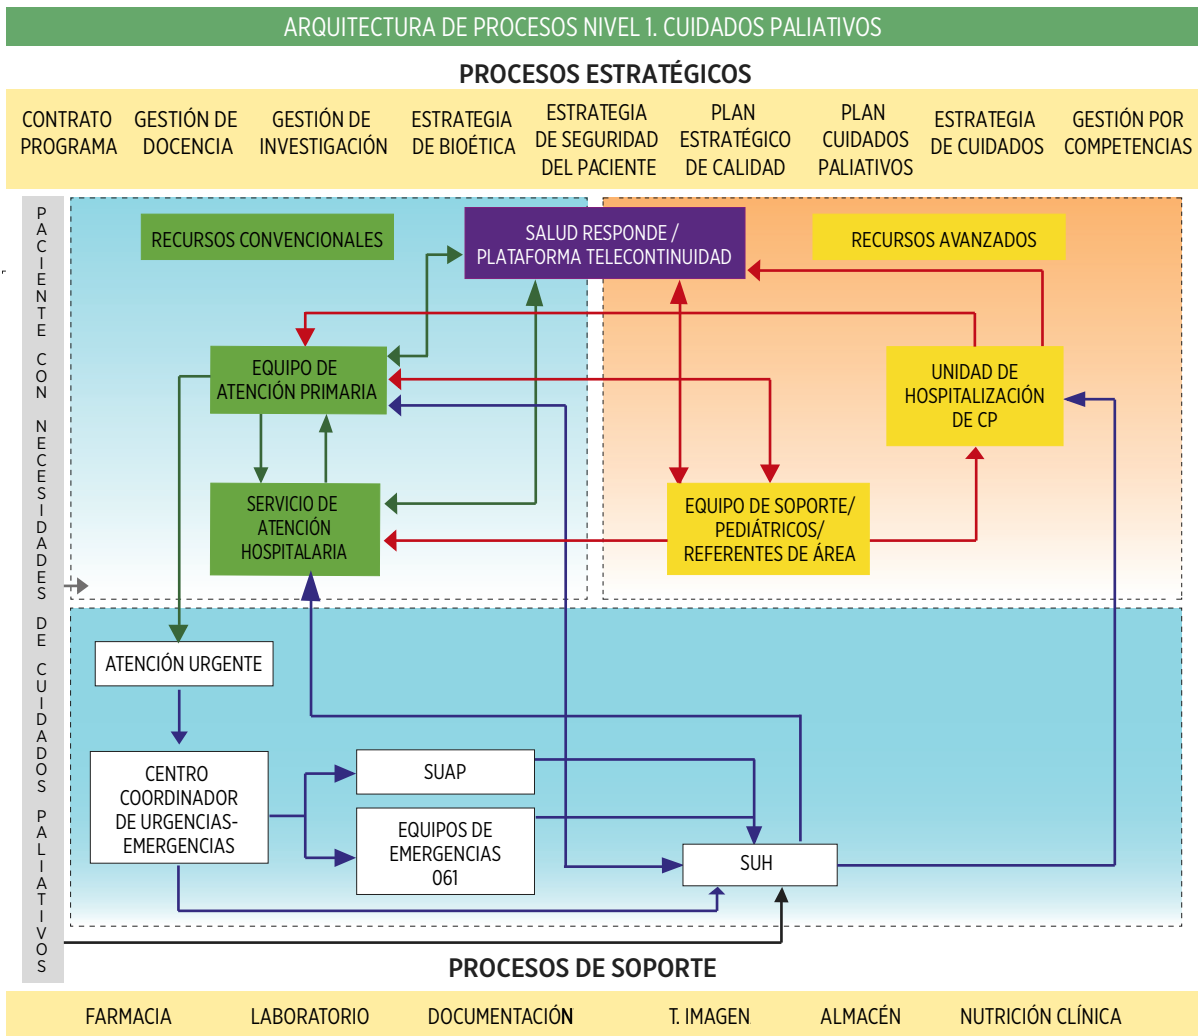 ARQUITECTURA DE PROCESOS NIVEL 1. CUIDADOS PALIATIVOS
PROCESOS ESTRATÉGICOS
CONTRATO
PROGRAMA
GESTIÓN DE
DOCENCIA
GESTIÓN DE
INVESTIGACIÓN
ESTRATEGIA
DE BIOÉTICA
ESTRATEGIA
DE SEGURIDAD
DEL PACIENTE
PLAN
ESTRATÉGICO
DE CALIDAD
PLAN
CUIDADOS
PALIATIVOS
ESTRATEGIA
DE CUIDADOS
GESTIÓN POR
COMPETENCIAS
PACIENTE CON NECESIDADES DE CUIDADOS PALIATIVOS
RECURSOS CONVENCIONALES
SALUD RESPONDE /
PLATAFORMA TELECONTINUIDAD
RECURSOS AVANZADOS
EQUIPO DE
ATENCIÓN PRIMARIA
UNIDAD DE
HOSPITALIZACIÓN
DE CP
SERVICIO DE
ATENCIÓN
HOSPITALARIA
EQUIPO DE SOPORTE/
PEDIÁTRICOS/
REFERENTES DE ÁREA
ATENCIÓN URGENTE
CENTRO
COORDINADOR
DE URGENCIAS-
EMERGENCIAS
SUAP
EQUIPOS DE
EMERGENCIAS
061
SUH
PROCESOS DE SOPORTE
FARMACIA
LABORATORIO
DOCUMENTACIÓN
T. IMAGEN
ALMACÉN
NUTRICIÓN CLÍNICA